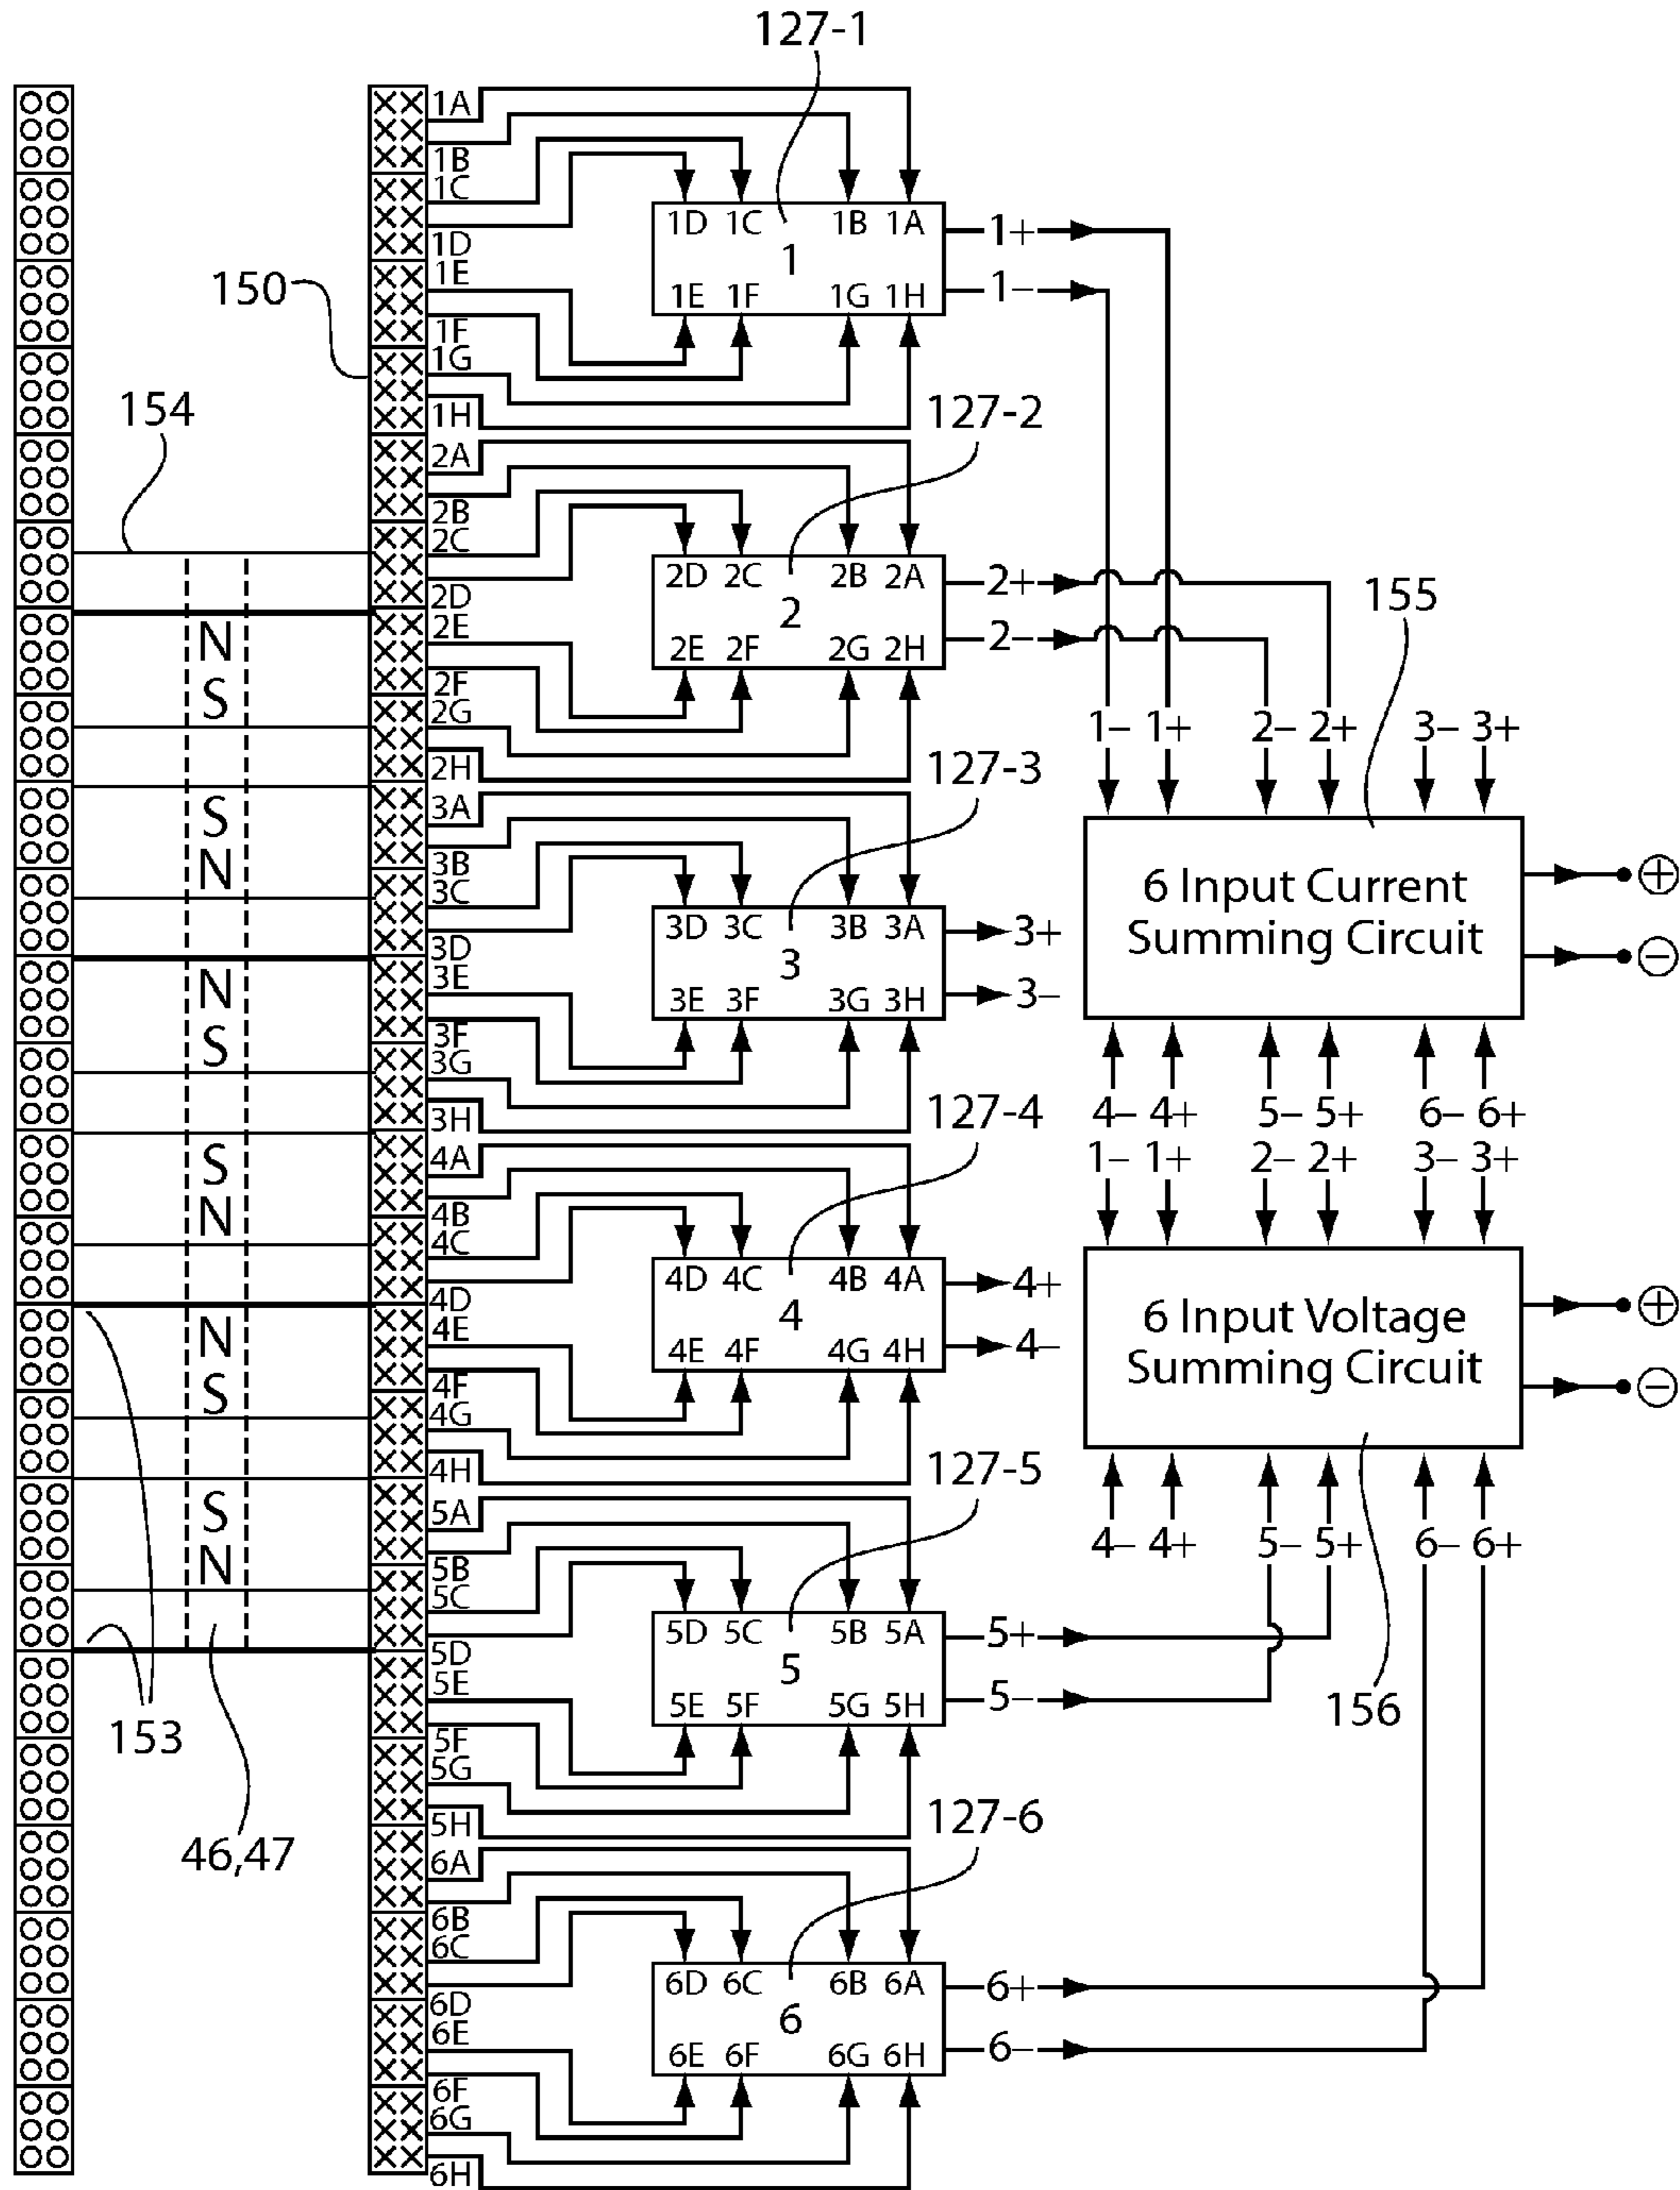 127-1
1A
1B
1C
1D
1E
1F
1G
1H
150
154
1D 1C 1B 1A
1
1E 1F 1G 1H
1+
1−
127-2
2A
2B
2C
2D
2E
2F
2G
2H
2D 2C 2B 2A
2
2E 2F 2G 2H
2+
2−
127-3
3A
3B
3C
3D
3E
3F
3G
3H
3D 3C 3B 3A
3
3E 3F 3G 3H
3+
3−
127-4
4A
4B
4C
4D
4E
4F
4G
4H
4D 4C 4B 4A
4
4E 4F 4G 4H
4+
4−
127-5
5A
5B
5C
5D
5E
5F
5G
5H
5D 5C 5B 5A
5
5E 5F 5G 5H
5+
5−
127-6
6A
6B
6C
6D
6E
6F
6G
6H
6D 6C 6B 6A
6
6E 6F 6G 6H
6+
6−
N
S
S
N
N
S
S
N
N
S
S
N
153
46,47
155
1− 1+ 2− 2+ 3− 3+
6 Input Current
Summing Circuit
+
−
4− 4+ 5− 5+ 6− 6+
1− 1+ 2− 2+ 3− 3+
6 Input Voltage
Summing Circuit
+
−
4− 4+ 5− 5+ 6− 6+
156